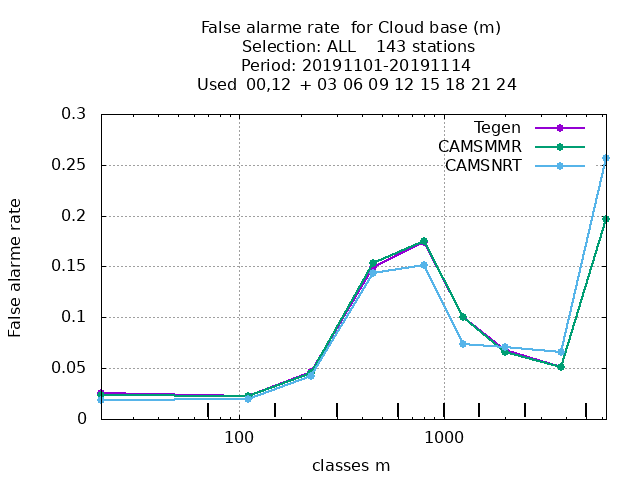 False alarme rate  for Cloud base (m)
Selection: ALL    143 stations
Period: 20191101-20191114
Used  00,12  + 03 06 09 12 15 18 21 24
Tegen
CAMSMMR
CAMSNRT
False alarme rate
0.3
0.25
0.2
0.15
0.1
0.05
0
100
1000
classes m